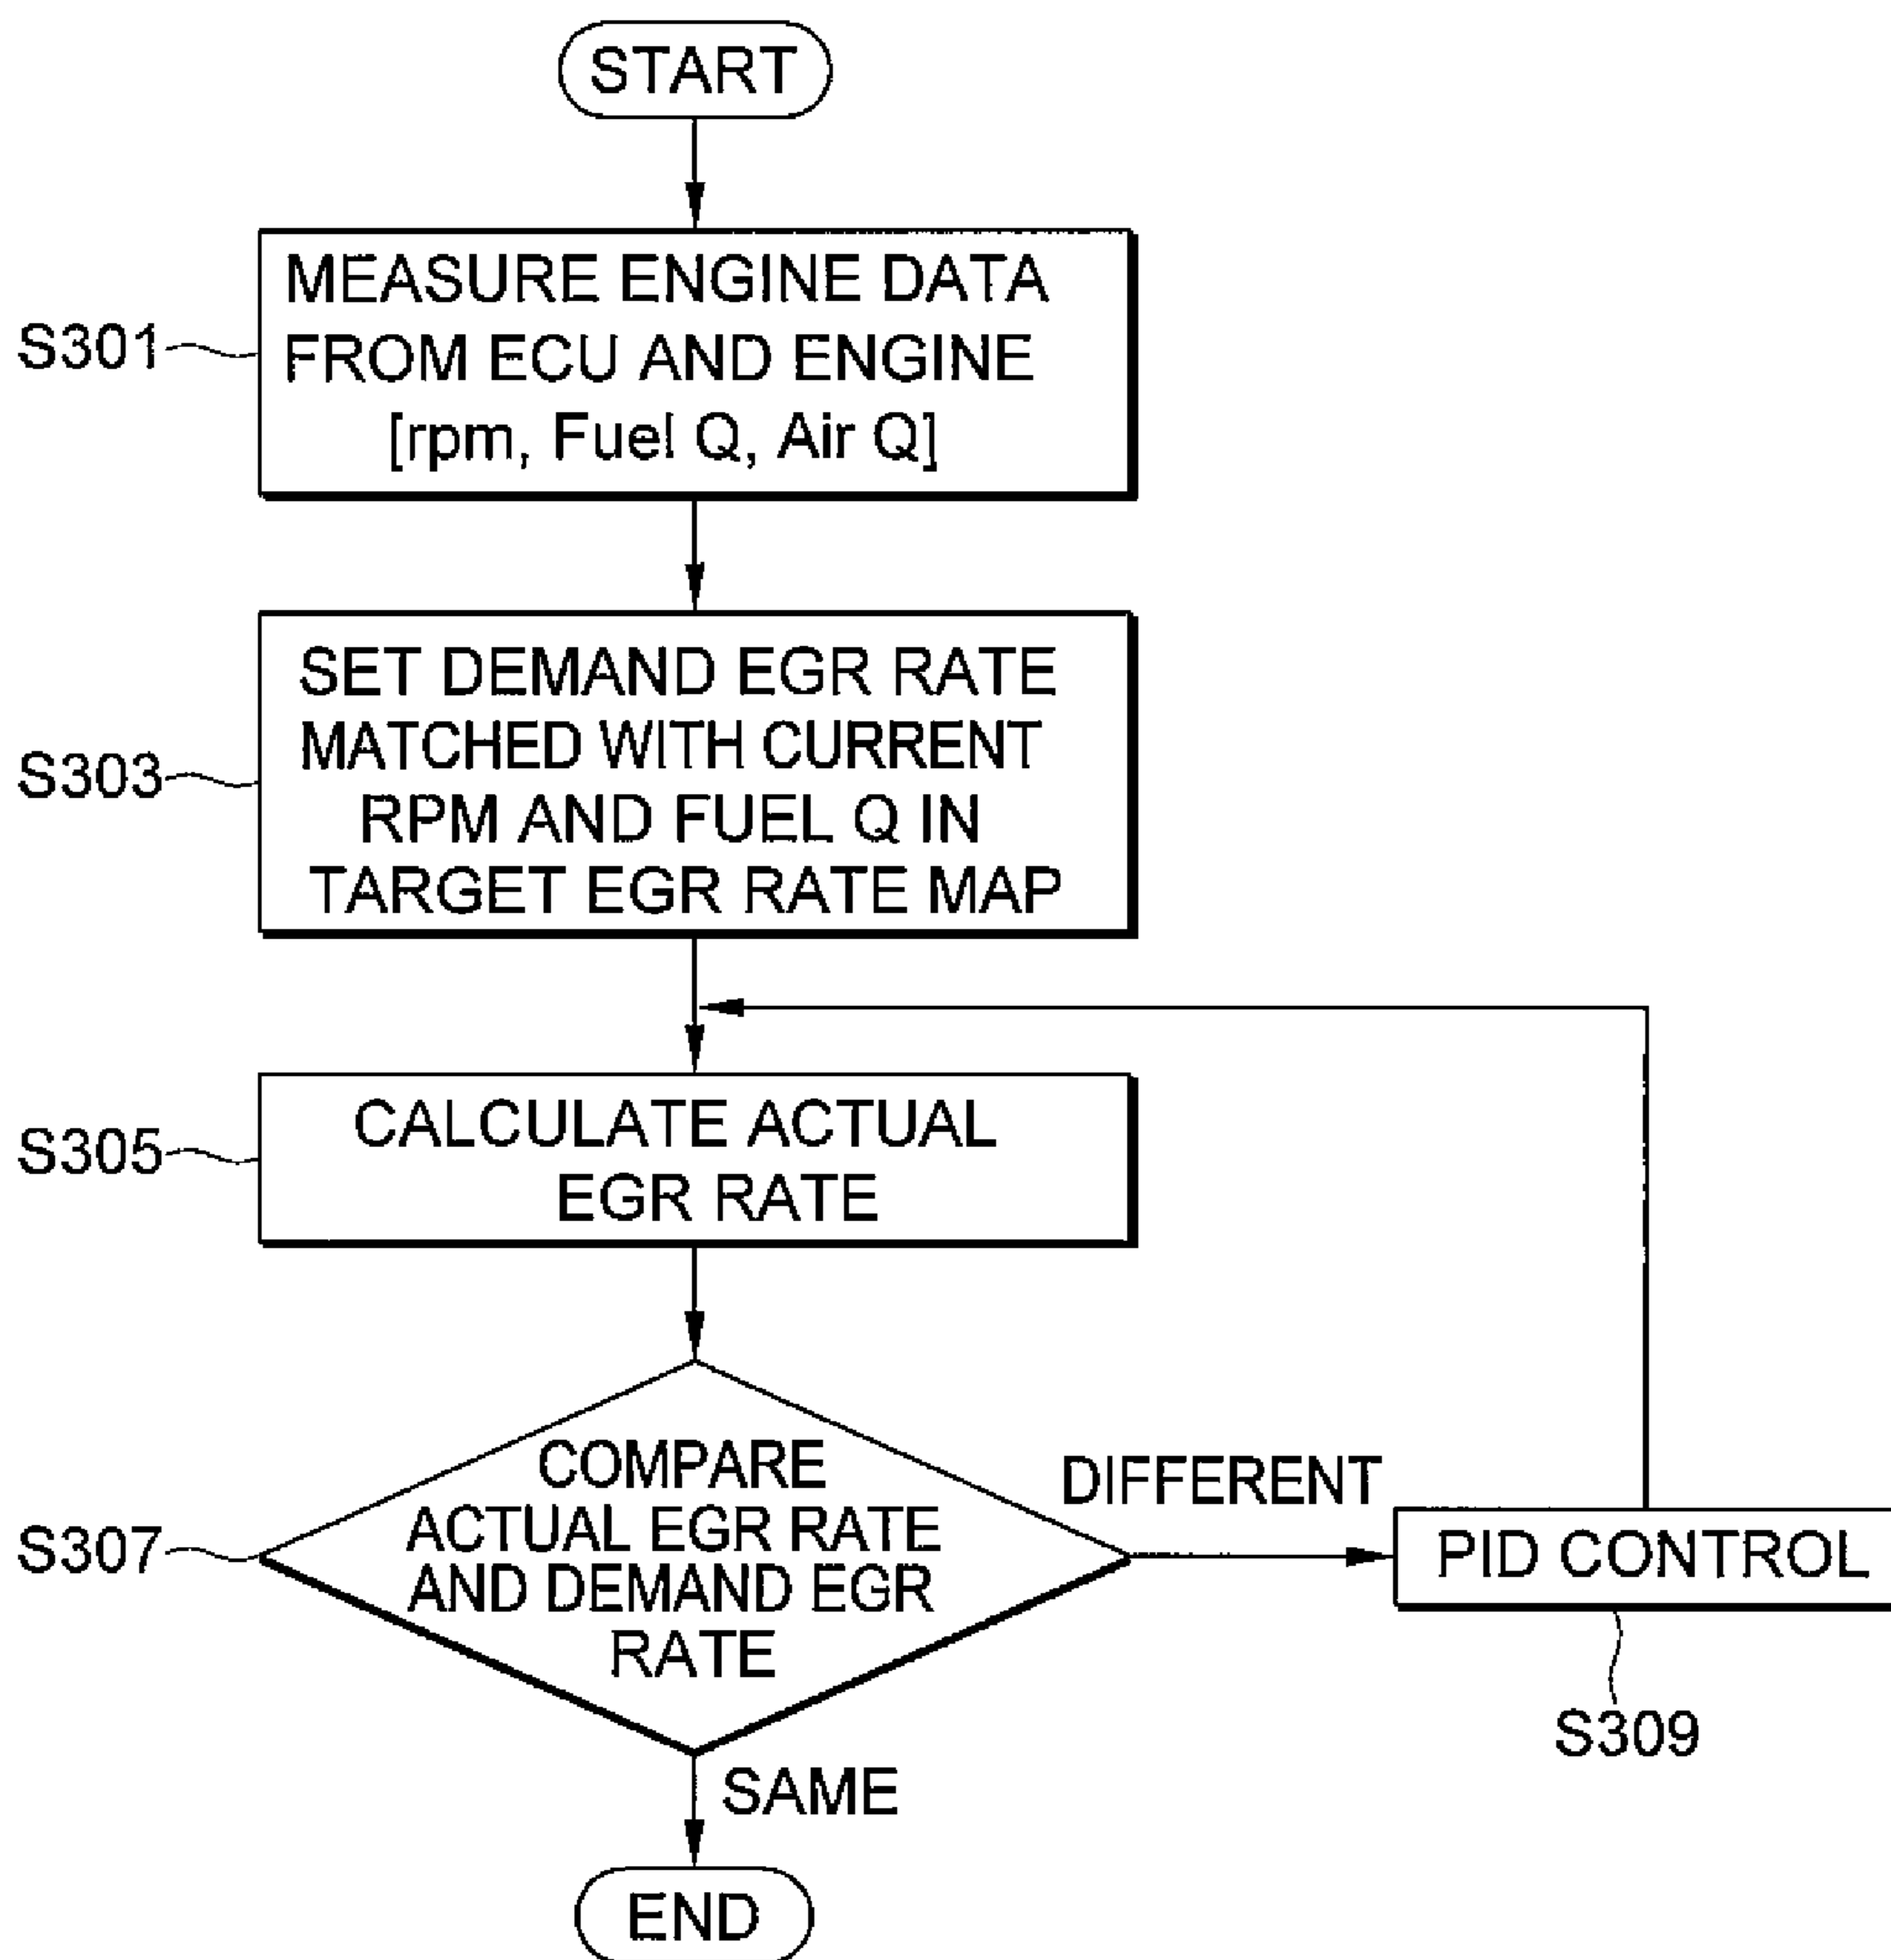 START
S301
MEASURE ENGINE DATA
FROM ECU AND ENGINE
[rpm, Fuel Q, Air Q]
S303
SET DEMAND EGR RATE
MATCHED WITH CURRENT
RPM AND FUEL Q IN
TARGET EGR RATE MAP
S305
CALCULATE ACTUAL
EGR RATE
S307
COMPARE
ACTUAL EGR RATE
AND DEMAND EGR
RATE
DIFFERENT
PID CONTROL
S309
SAME
END